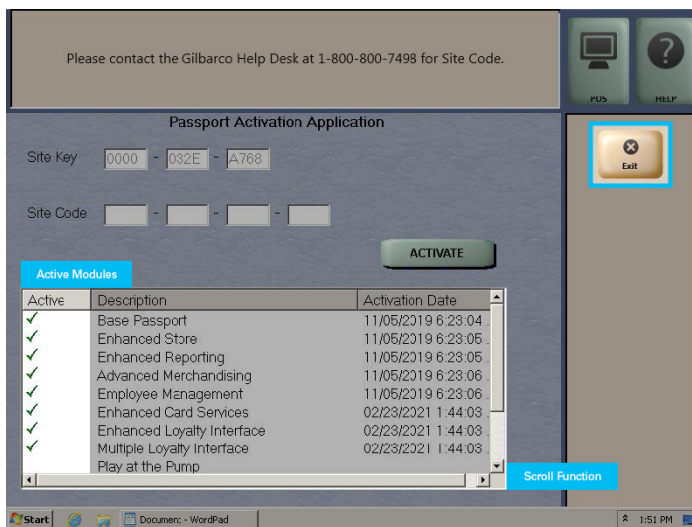 Please contact the Gilbarco Help Desk at 1-800-800-7498 for Site Code.
POS
HELP
Passport Activation Application
Site Key 0000 - 032E - A768
Exit
Site Code - - -
ACTIVATE
Active Modules
Active Description Activation Date
✓ Base Passport 11/05/2019 6:23:04 .
✓ Enhanced Store 11/05/2019 6:23:05 .
✓ Enhanced Reporting 11/05/2019 6:23:05 .
✓ Advanced Merchandising 11/05/2019 6:23:06 .
✓ Employee Management 11/05/2019 6:23:06 .
✓ Enhanced Card Services 02/23/2021 1:44:03 .
✓ Enhanced Loyalty Interface 02/23/2021 1:44:03 .
✓ Multiple Loyalty Interface 02/23/2021 1:44:03 .
Play at the Pump
Scroll Function
Start Document - WordPad 1:51 PM